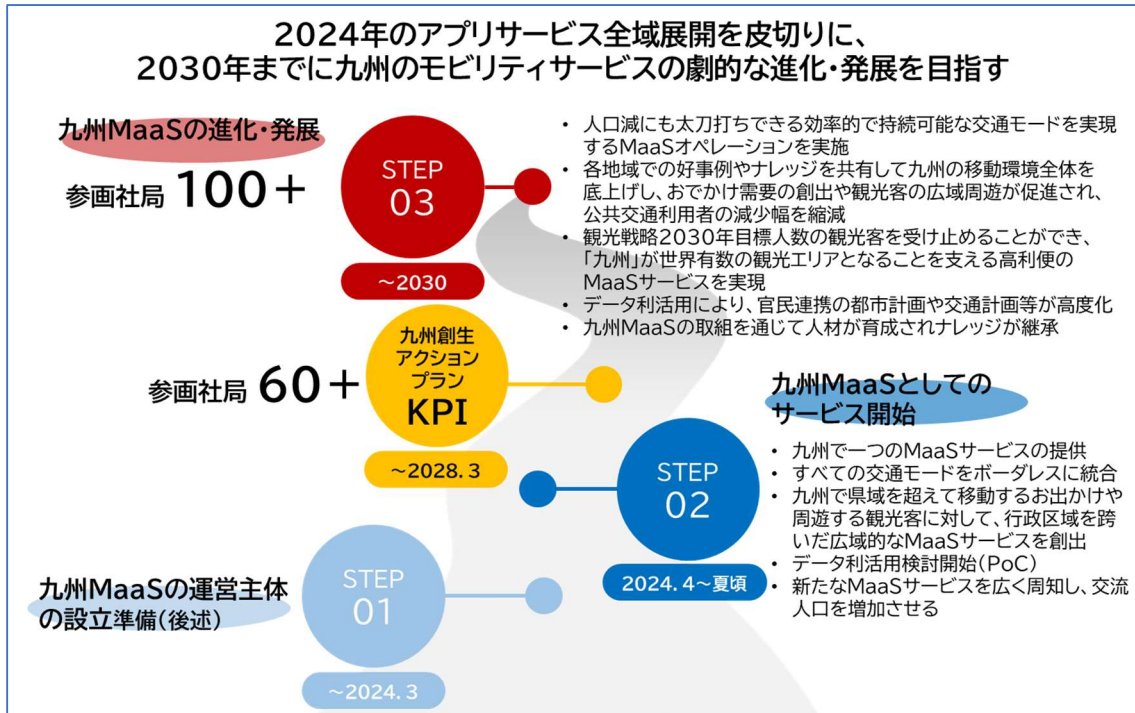 2024年のアプリサービス全域展開を皮切りに、
2030年までに九州のモビリティサービスの劇的な進化・発展を目指す
九州MaaSの進化・発展
参画社局 100+
STEP
03
～2030
・ 人口減にも太刀打ちできる効率的で持続可能な交通モードを実現
するMaaSオペレーションを実施
・ 各地域での好事例やナレッジを共有して九州の移動環境全体を
底上げし、おでかけ需要の創出や観光客の広域周遊が促進され、
公共交通利用者の減少幅を縮減
・ 観光戦略2030年目標人数の観光客を受け止めることができ、
「九州」が世界有数の観光エリアとなることを支える高利便の
MaaSサービスを実現
・ データ利活用により、官民連携の都市計画や交通計画等が高度化
・ 九州MaaSの取組を通じて人材が育成されナレッジが継承
参画社局 60+
九州創生
アクション
プラン
KPI
～2028.3
九州MaaSとしての
サービス開始
STEP
02
2024.4～夏頃
・ 九州で一つのMaaSサービスの提供
・ すべての交通モードをボーダレスに統合
・ 九州で県域を超えて移動するお出かけや
周遊する観光客に対して、行政区域を跨
いだ広域的なMaaSサービスを創出
・ データ利活用検討開始(PoC)
・ 新たなMaaSサービスを広く周知し、交流
人口を増加させる
九州MaaSの運営主体
の設立準備(後述)
STEP
01
～2024.3